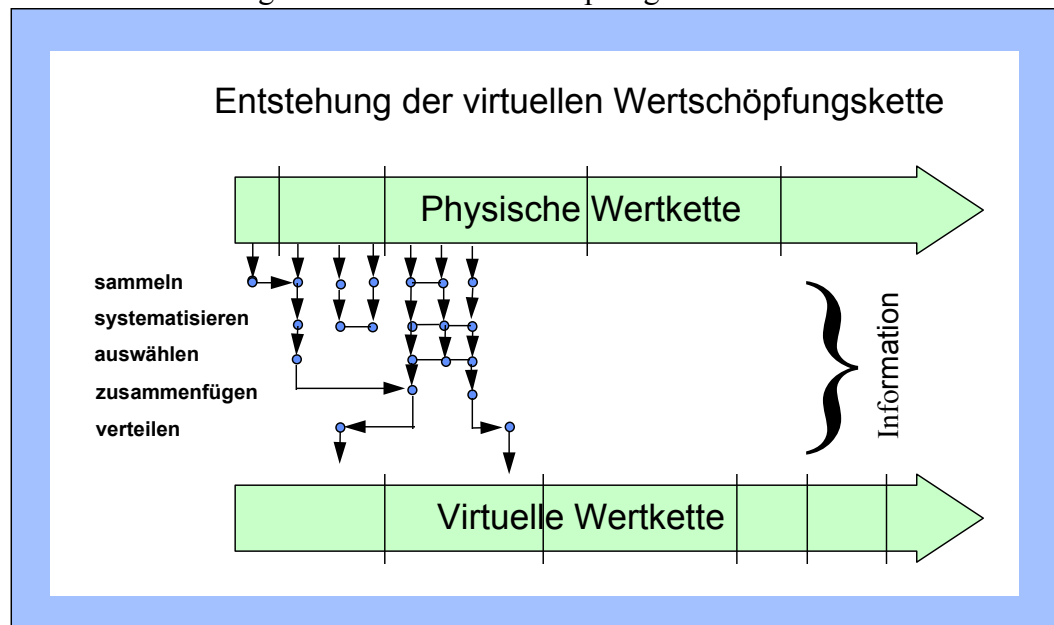 Entstehung der virtuellen Wertschöpfungskette
Physische Wertkette
sammeln
systematisieren
auswählen
zusammenfügen
verteilen
Information
Virtuelle Wertkette